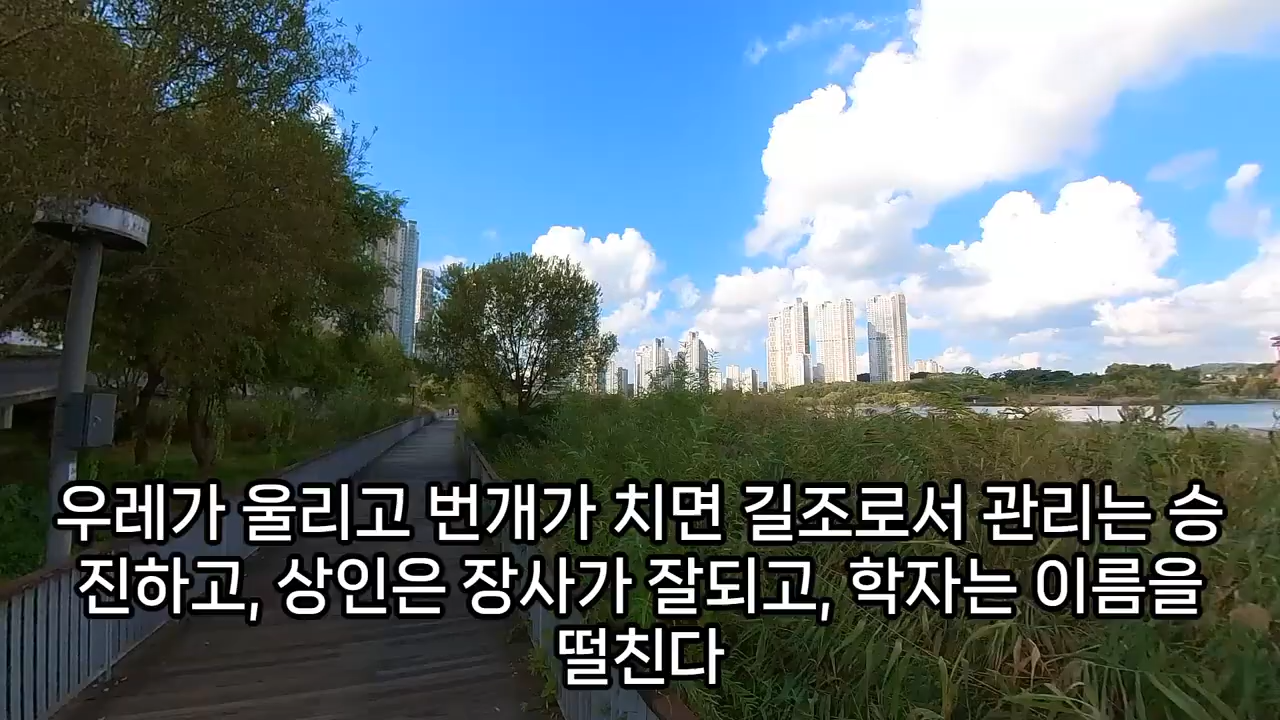 우레가 울리고 번개가 치면 길조로서 관리는 승
진하고, 상인은 장사가 잘되고, 학자는 이름을
떨친다